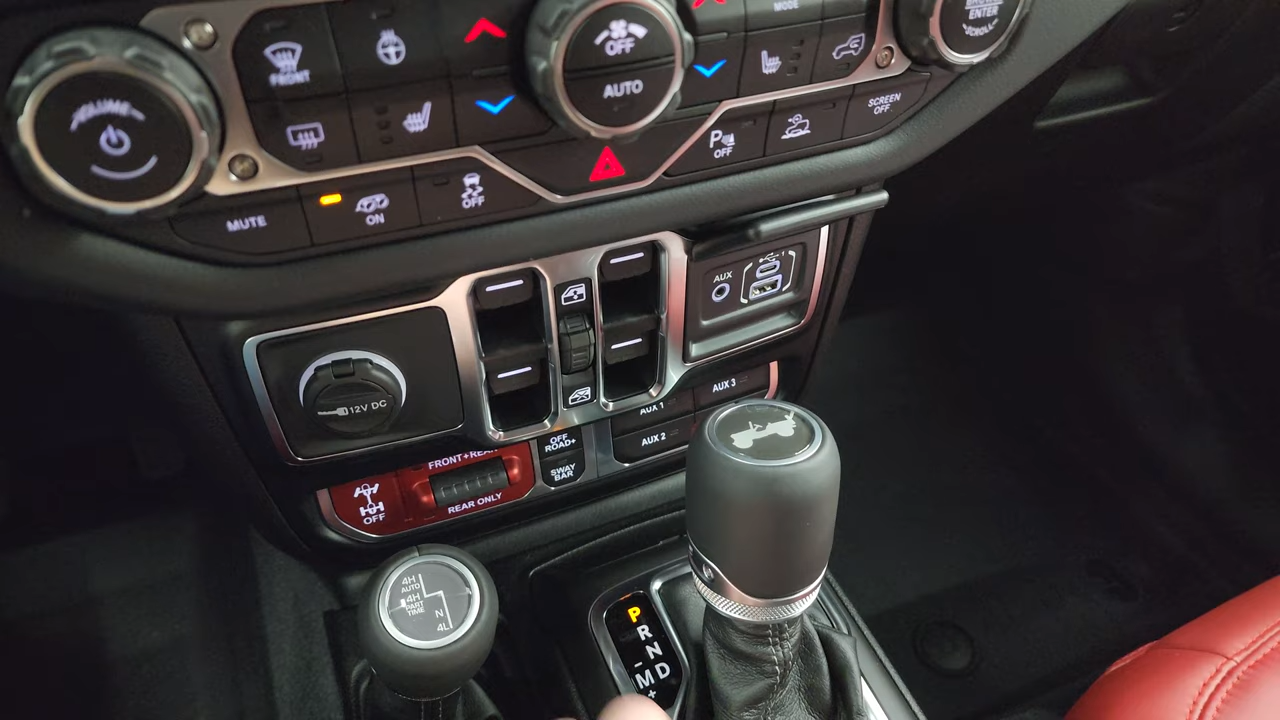 VOLUME
FRONT
OFF
AUTO
MODE
BROWSE
ENTER
SCROLL
MUTE
ON
OFF
P
OFF
SCREEN
OFF
AUX
12V DC
AUX 1
AUX 2
AUX 3
OFF
ROAD+
SWAY
BAR
FRONT+REAR
REAR ONLY
OFF
4H
AUTO
4H
PART
TIME
N
4L
P
R
N
D
-
M
+